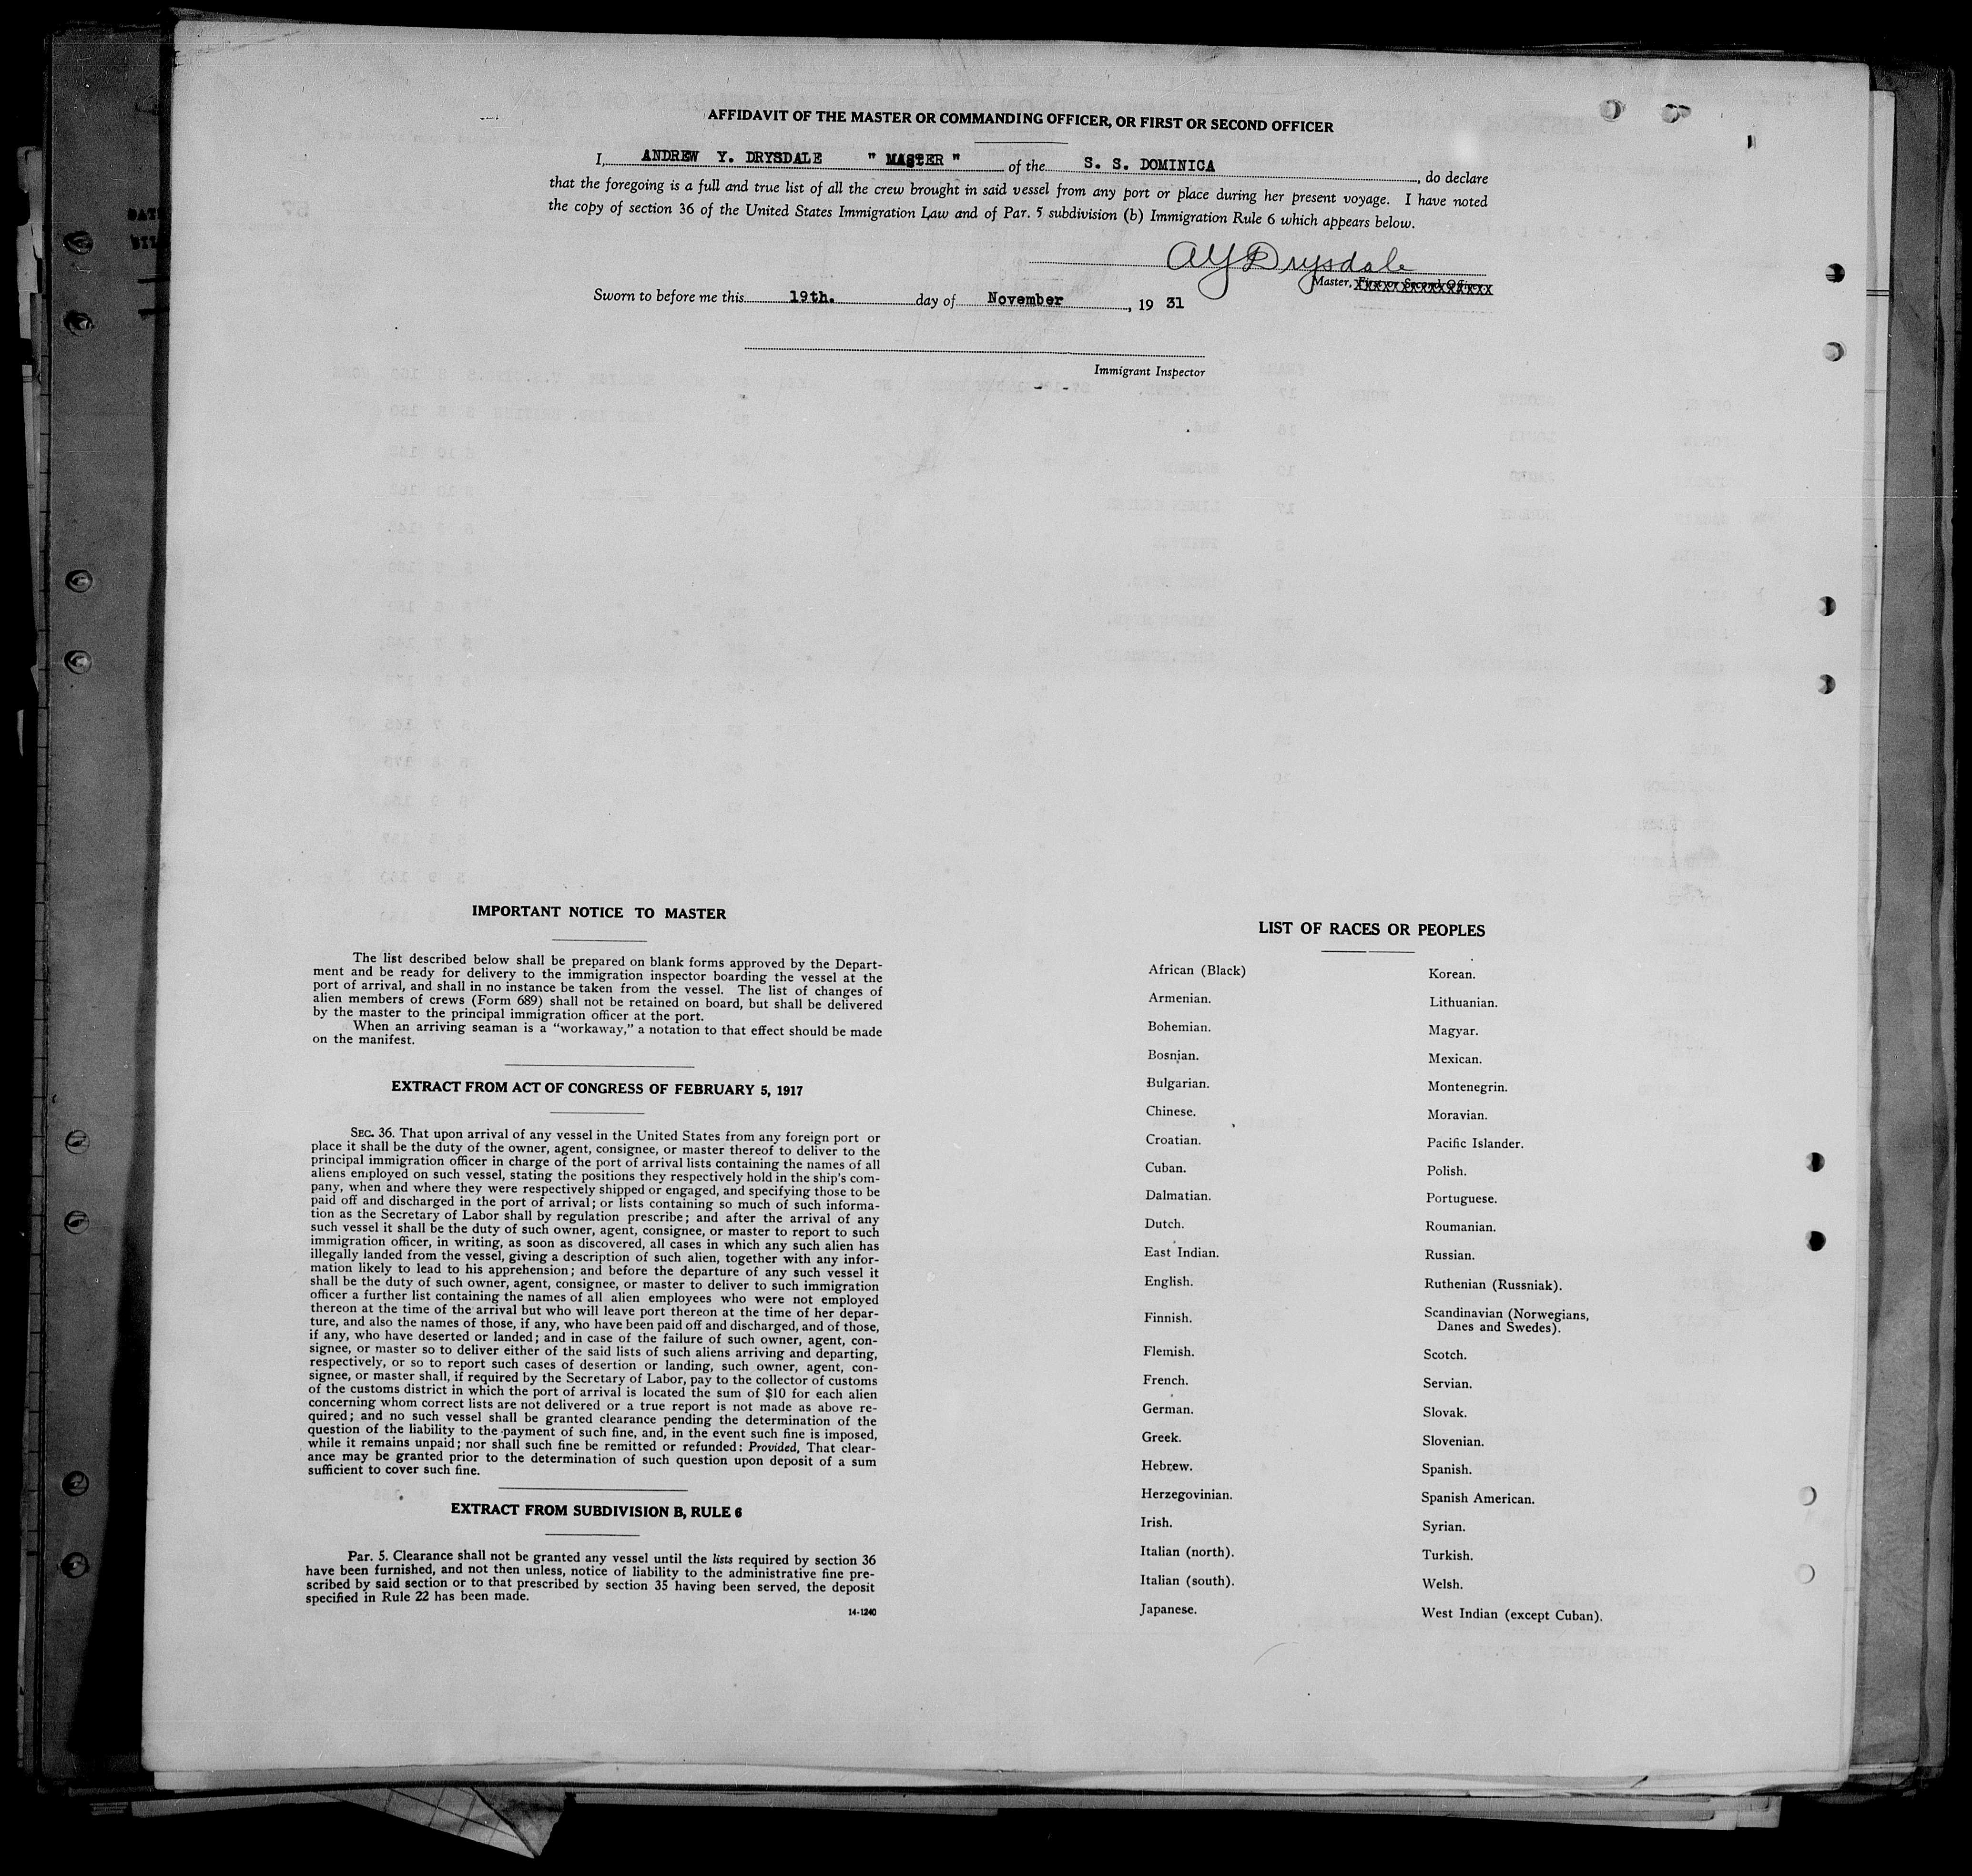 AFFIDAVIT OF THE MASTER OR COMMANDING OFFICER, OR FIRST OR SECOND OFFICER
I, ANDREW Y. DRYSDALE " MASTER " of the S. S. DOMINICA, do declare
that the foregoing is a full and true list of all the crew brought in said vessel from any port or place during her present voyage. I have noted
the copy of section 36 of the United States Immigration Law and of Par. 5 subdivision (b) Immigration Rule 6 which appears below.
AYDrysdale
Master, First or Second Officer.
Sworn to before me this 19th. day of November, 19 31
Immigrant Inspector
IMPORTANT NOTICE TO MASTER
The list described below shall be prepared on blank forms approved by the Depart-
ment and be ready for delivery to the immigration inspector boarding the vessel at the
port of arrival, and shall in no instance be taken from the vessel. The list of changes of
alien members of crews (Form 689) shall not be retained on board, but shall be delivered
by the master to the principal immigration officer at the port.
When an arriving seaman is a "workaway," a notation to that effect should be made
on the manifest.
EXTRACT FROM ACT OF CONGRESS OF FEBRUARY 5, 1917
SEC. 36. That upon arrival of any vessel in the United States from any foreign port or
place it shall be the duty of the owner, agent, consignee, or master thereof to deliver to the
principal immigration officer in charge of the port of arrival lists containing the names of all
aliens employed on such vessel, stating the positions they respectively hold in the ship's com-
pany, when and where they were respectively shipped or engaged, and specifying those to be
paid off and discharged in the port of arrival; or lists containing so much of such informa-
tion as the Secretary of Labor shall by regulation prescribe; and after the arrival of any
such vessel it shall be the duty of such owner, agent, consignee, or master to report to such
immigration officer, in writing, as soon as discovered, all cases in which any such alien has
illegally landed from the vessel, giving a description of such alien, together with any infor-
mation likely to lead to his apprehension; and before the departure of any such vessel it
shall be the duty of such owner, agent, consignee, or master to deliver to such immigration
officer a further list containing the names of all alien employees who were not employed
thereon at the time of the arrival but who will leave port thereon at the time of her depar-
ture, and also the names of those, if any, who have been paid off and discharged, and of those,
if any, who have deserted or landed; and in case of the failure of such owner, agent, con-
signee, or master so to deliver either of the said lists of such aliens arriving and departing,
respectively, or so to report such cases of desertion or landing, such owner, agent, con-
signee, or master shall, if required by the Secretary of Labor, pay to the collector of customs
of the customs district in which the port of arrival is located the sum of $10 for each alien
concerning whom correct lists are not delivered or a true report is not made as above re-
quired; and no such vessel shall be granted clearance pending the determination of the
question of the liability to the payment of such fine, and, in the event such fine is imposed,
while it remains unpaid; nor shall such fine be remitted or refunded: Provided, That clear-
ance may be granted prior to the determination of such question upon deposit of a sum
sufficient to cover such fine.
EXTRACT FROM SUBDIVISION B, RULE 6
Par. 5. Clearance shall not be granted any vessel until the lists required by section 36
have been furnished, and not then unless, notice of liability to the administrative fine pre-
scribed by said section or to that prescribed by section 35 having been served, the deposit
specified in Rule 22 has been made.
14-1240
LIST OF RACES OR PEOPLES
African (Black)
Armenian.
Bohemian.
Bosnian.
Bulgarian.
Chinese.
Croatian.
Cuban.
Dalmatian.
Dutch.
East Indian.
English.
Finnish.
Flemish.
French.
German.
Greek.
Hebrew.
Herzegovinian.
Irish.
Italian (north).
Italian (south).
Japanese.
Korean.
Lithuanian.
Magyar.
Mexican.
Montenegrin.
Moravian.
Pacific Islander.
Polish.
Portuguese.
Roumanian.
Russian.
Ruthenian (Russniak).
Scandinavian (Norwegians,
Danes and Swedes).
Scotch.
Servian.
Slovak.
Slovenian.
Spanish.
Spanish American.
Syrian.
Turkish.
Welsh.
West Indian (except Cuban).